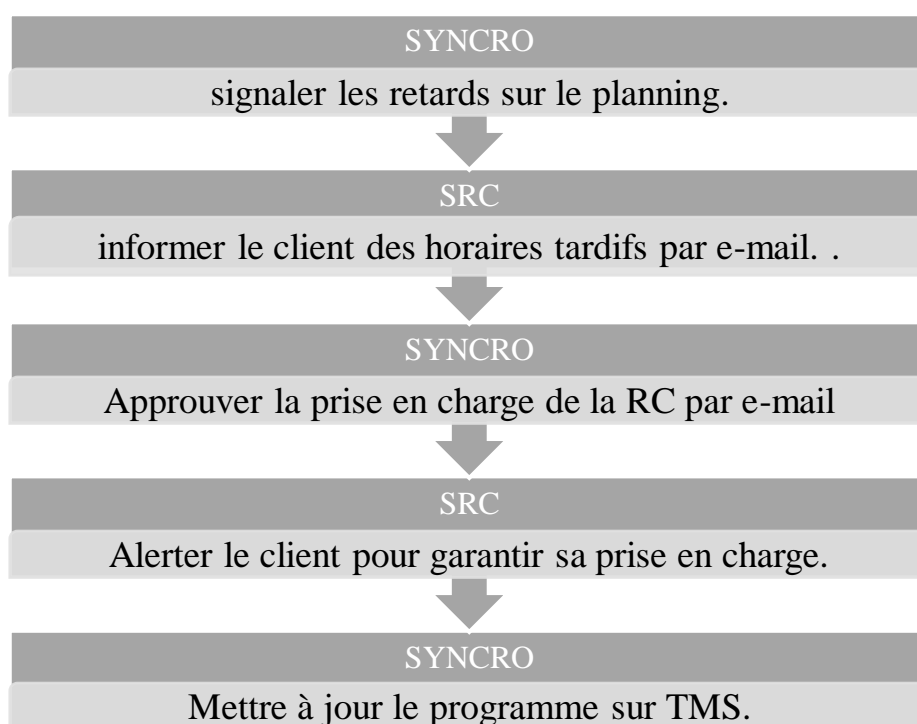 SYNCRO
signaler les retards sur le planning.
SRC
informer le client des horaires tardifs par e-mail. .
SYNCRO
Approuver la prise en charge de la RC par e-mail
SRC
Alerter le client pour garantir sa prise en charge.
SYNCRO
Mettre à jour le programme sur TMS.